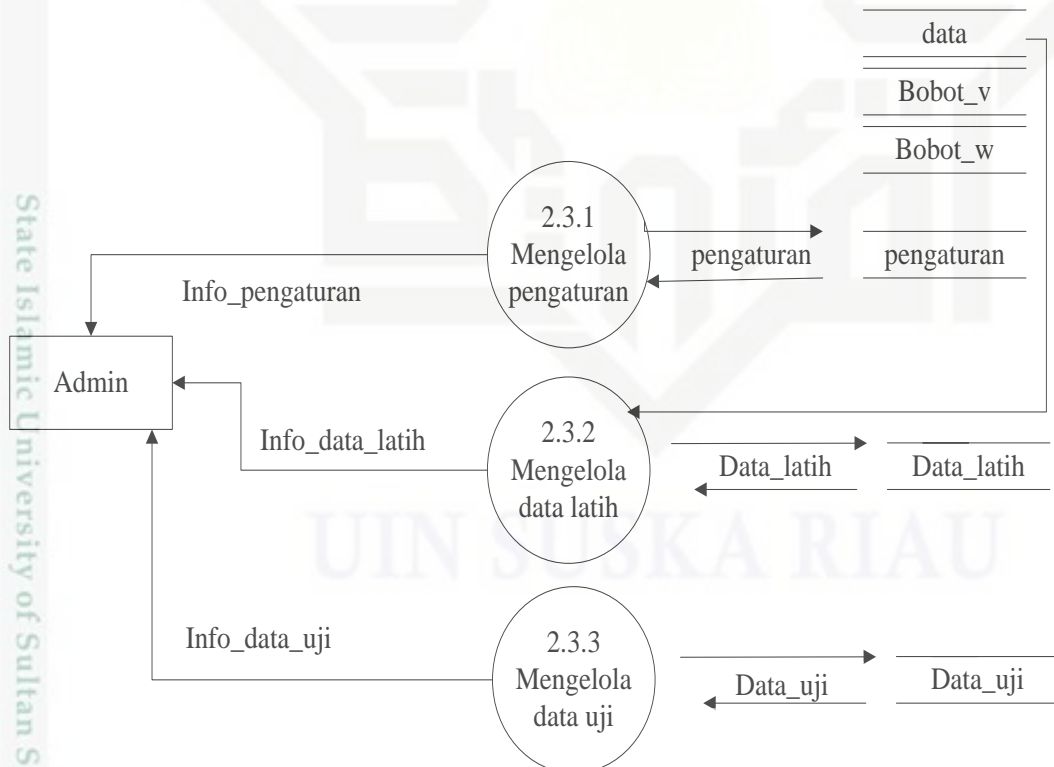 data
Bobot_v
Bobot_w
2.3.1
Mengelola
pengaturan
pengaturan
pengaturan
Info_pengaturan
Admin
Info_data_latih
2.3.2
Mengelola
data latih
Data_latih
Data_latih
UIN SUSKA RIAU
Info_data_uji
2.3.3
Mengelola
data uji
Data_uji
Data_uji
State Islamic University of Sultan S